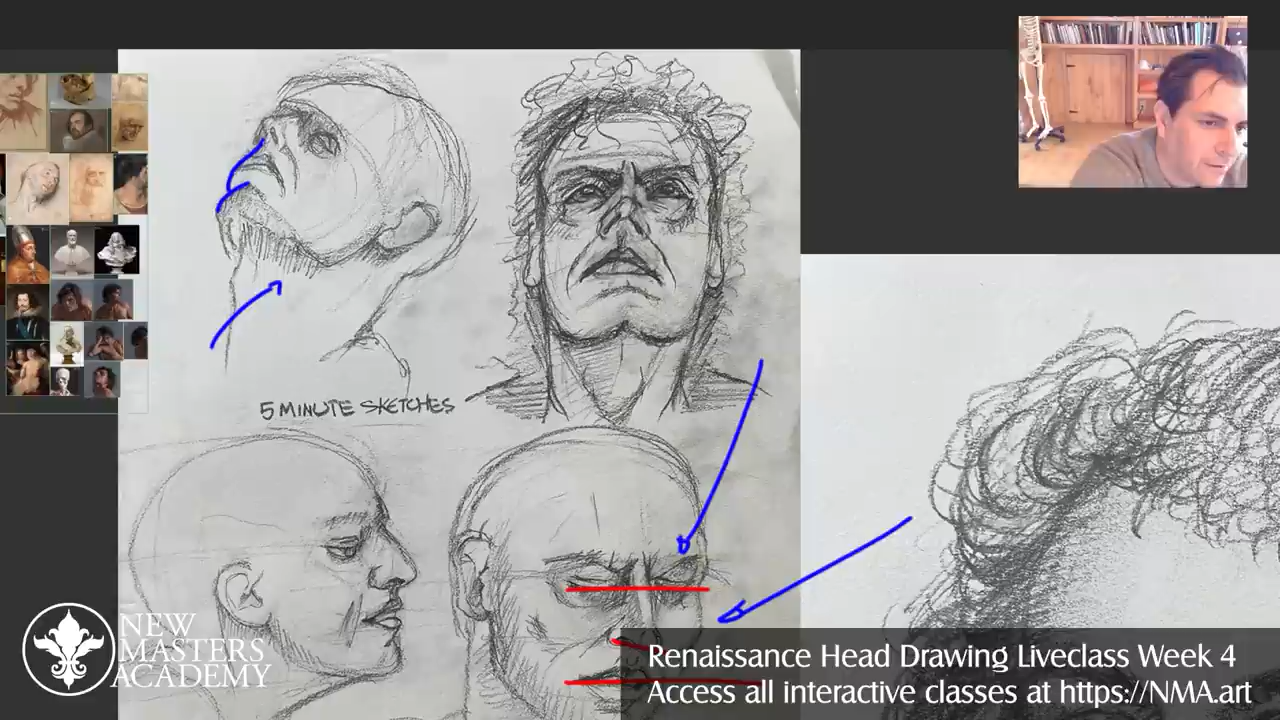 5 MINUTE SKETCHES
NEW
MASTERS
ACADEMY
Renaissance Head Drawing Liveclass Week 4
Access all interactive classes at https://NMA.art